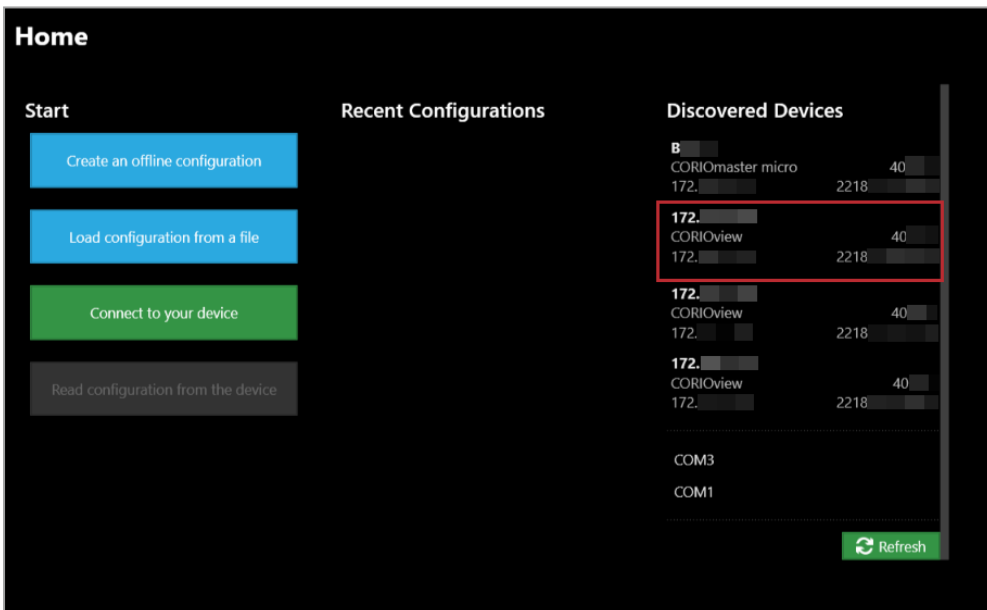 Home
Start
Create an offline configuration
Load configuration from a file
Connect to your device
Read configuration from the device
Recent Configurations
Discovered Devices
B
CORIOmaster micro 40
172. 2218
172.
CORIOview 40
172. 2218
172.
CORIOview 40
172. 2218
172.
CORIOview 40
172. 2218
COM3
COM1
Refresh